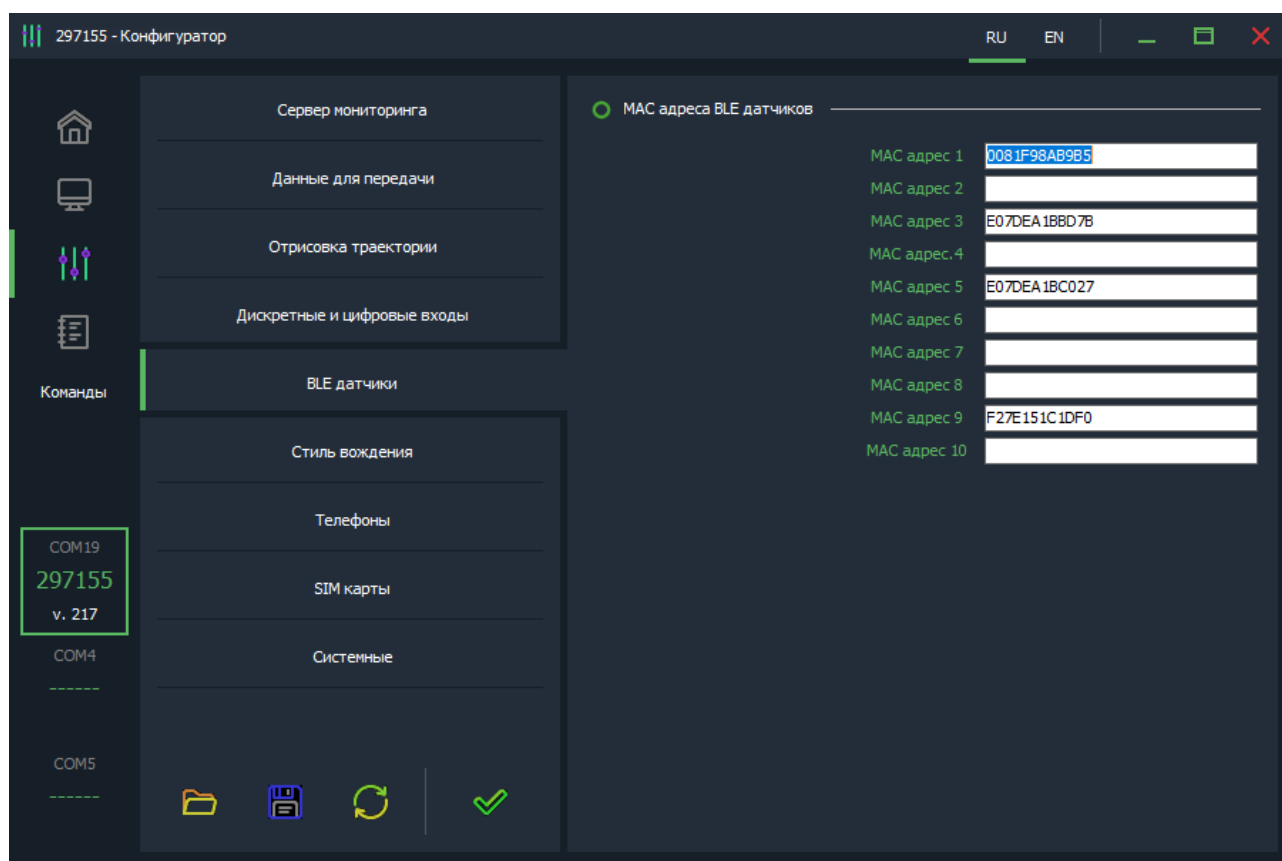 297155 - Конфигуратор
RU EN
Сервер мониторинга
Данные для передачи
Отрисовка траектории
Дискретные и цифровые входы
BLE датчики
Стиль вождения
Телефоны
SIM карты
Системные
Команды
COM19
297155
v. 217
COM4
------
COM5
------
MAC адреса BLE датчиков
MAC адрес 1 0081F98AB9B5
MAC адрес 2
MAC адрес 3 E07DEA1BBD7B
MAC адрес.4
MAC адрес 5 E07DEA1BC027
MAC адрес 6
MAC адрес 7
MAC адрес 8
MAC адрес 9 F27E151C1DF0
MAC адрес 10